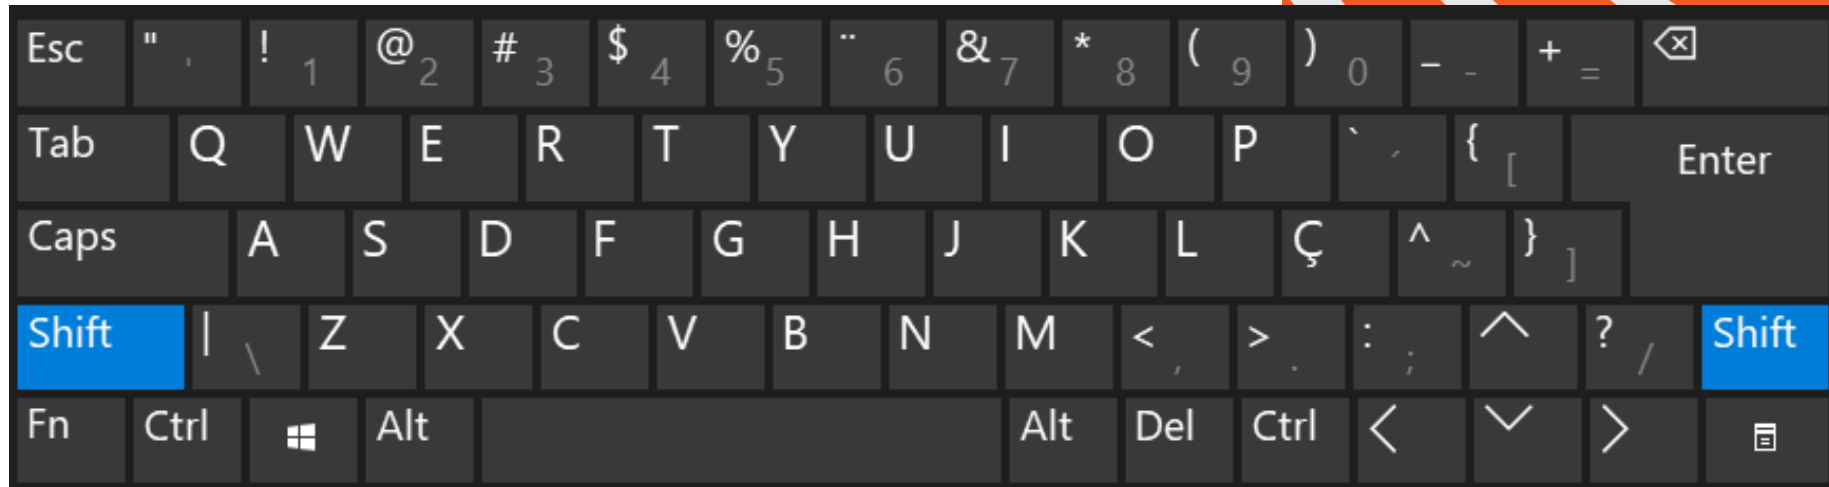 Esc " ' ! 1 @ 2 # 3 $ 4 % 5 ¨ 6 & 7 * 8 ( 9 ) 0 _ - + =
Tab Q W E R T Y U I O P ` ´ { [ Enter
Caps A S D F G H J K L Ç ^ ~ } ]
Shift | \ Z X C V B N M < , > . : ; ? / Shift
Fn Ctrl Alt Alt Del Ctrl